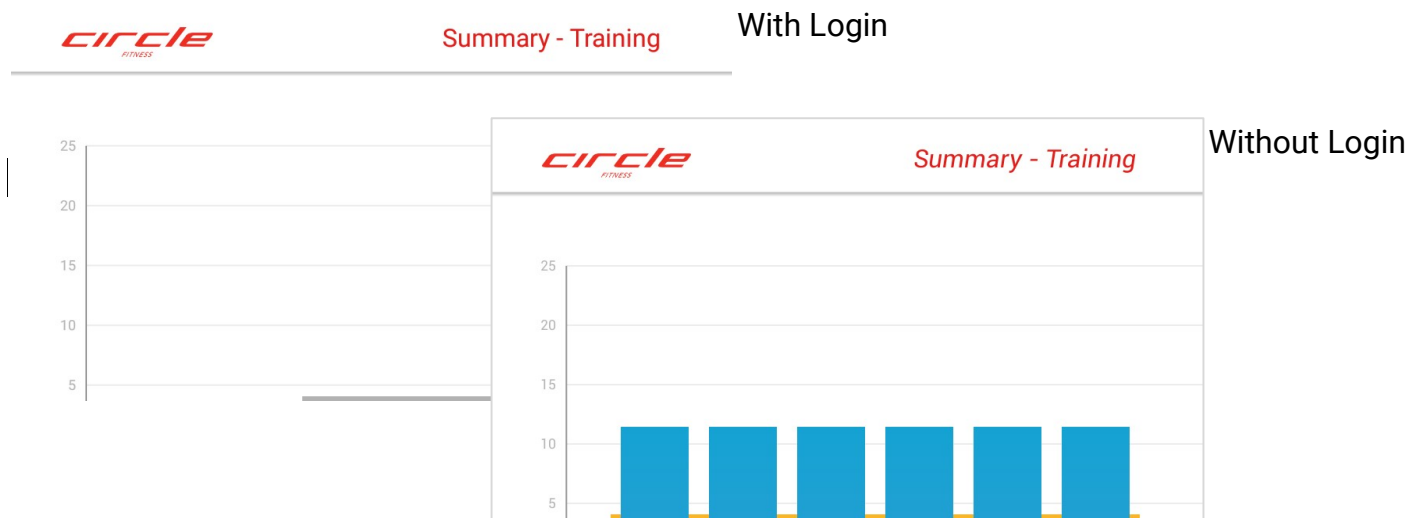 circle
FITNESS
Summary - Training
With Login
25
20
15
10
5
circle
FITNESS
Summary - Training
Without Login
25
20
15
10
5